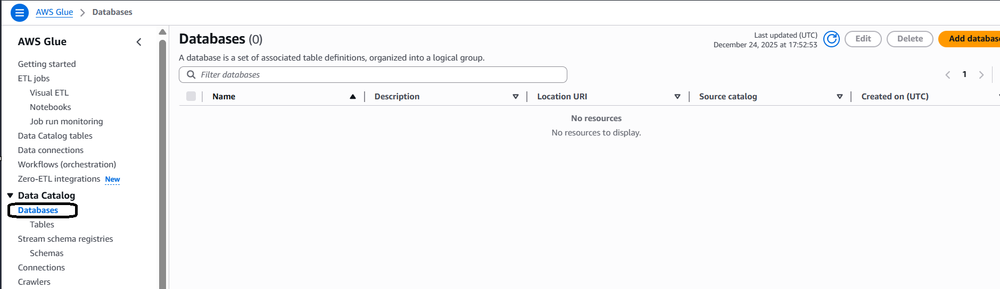 AWS Glue > Databases
AWS Glue
Getting started
ETL jobs
Visual ETL
Notebooks
Job run monitoring
Data Catalog tables
Data connections
Workflows (orchestration)
Zero-ETL integrations New
Data Catalog
Databases
Tables
Stream schema registries
Schemas
Connections
Crawlers
Databases (0)
Last updated (UTC)
December 24, 2025 at 17:52:53
Edit
Delete
Add database
A database is a set of associated table definitions, organized into a logical group.
Filter databases
1
Name Description Location URI Source catalog Created on (UTC)
No resources
No resources to display.